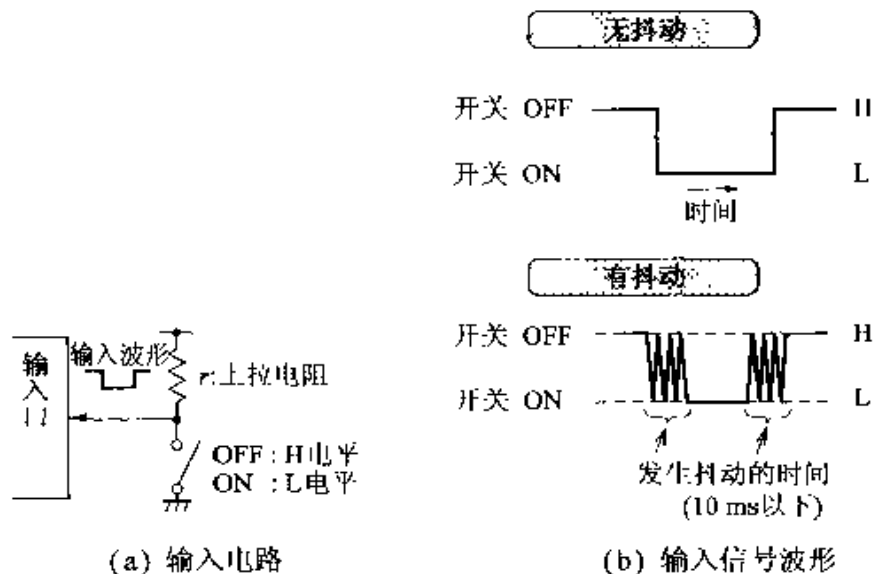 无抖动
开关 OFF H
开关 ON L
时间
有抖动
开关 OFF H
开关 ON L
发生抖动的时间
(10 ms以下)
输入口
输入波形
上拉电阻
OFF : H电平
ON : L电平
(a) 输入电路
(b) 输入信号波形